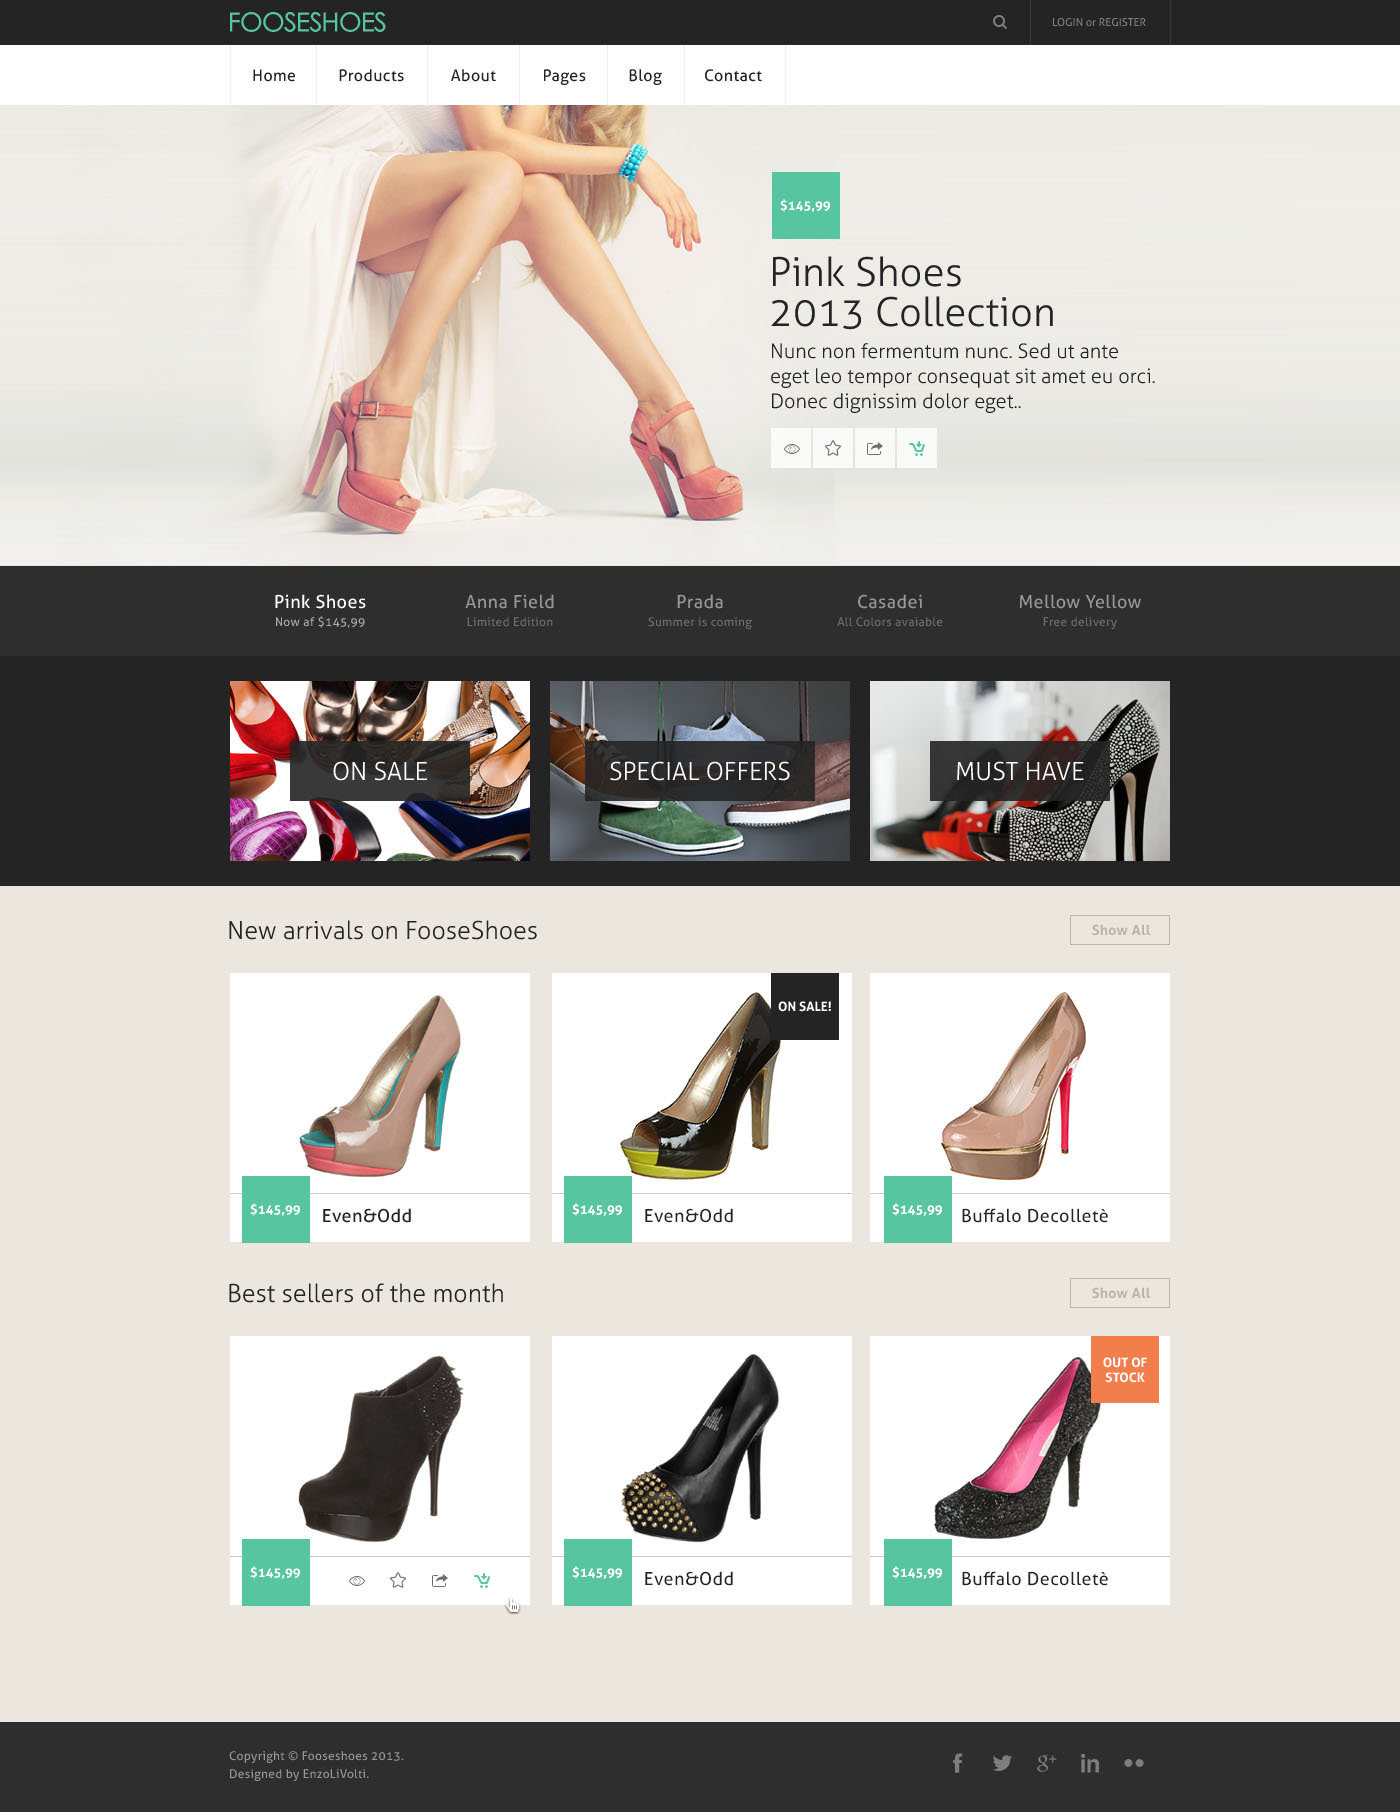 FOOSESHOES
LOGIN or REGISTER
Home
Products
About
Pages
Blog
Contact
$145,99
Pink Shoes
2013 Collection
Nunc non fermentum nunc. Sed ut ante
eget leo tempor consequat sit amet eu orci.
Donec dignissim dolor eget..
Pink Shoes
Now af $145,99
Anna Field
Limited Edition
Prada
Summer is coming
Casadei
All Colors avaiable
Mellow Yellow
Free delivery
ON SALE
SPECIAL OFFERS
MUST HAVE
New arrivals on FooseShoes
Show All
ON SALE!
$145,99
Even&Odd
$145,99
Even&Odd
$145,99
Buffalo Decolletè
Best sellers of the month
Show All
OUT OF
STOCK
$145,99
$145,99
Even&Odd
$145,99
Buffalo Decolletè
Copyright © Fooseshoes 2013.
Designed by EnzoLiVolti.